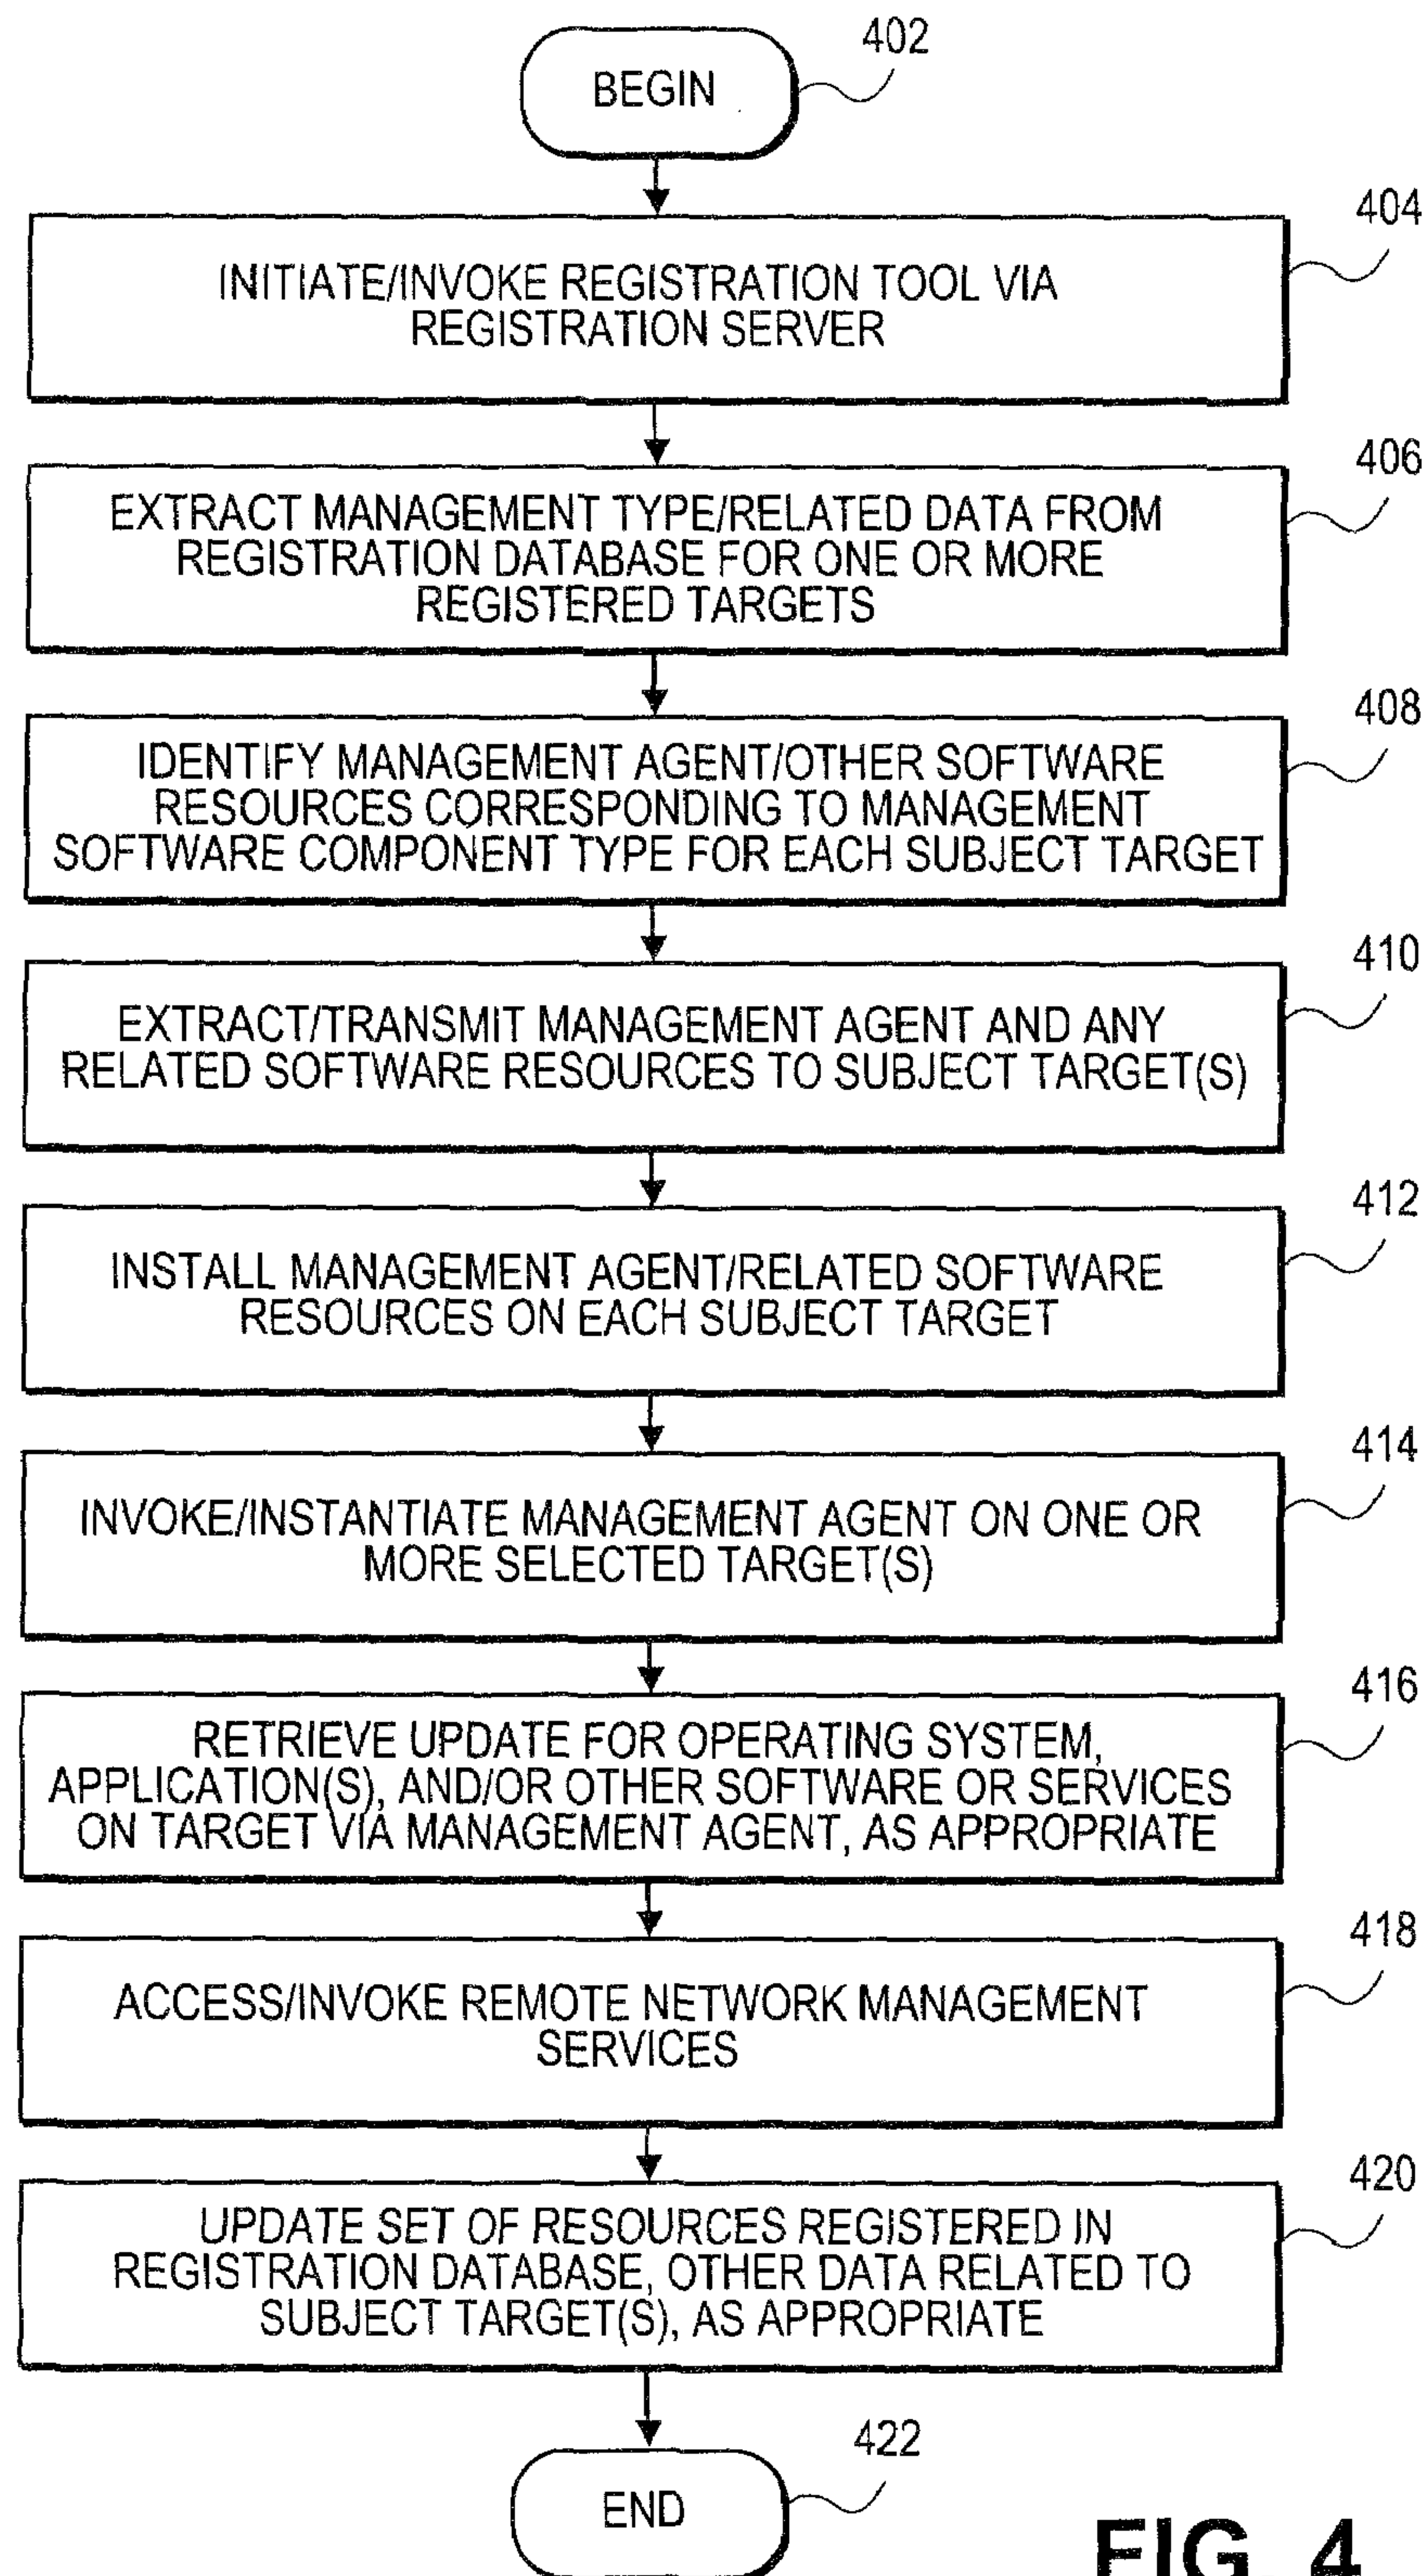 402
BEGIN
404
INITIATE/INVOKE REGISTRATION TOOL VIA
REGISTRATION SERVER
406
EXTRACT MANAGEMENT TYPE/RELATED DATA FROM
REGISTRATION DATABASE FOR ONE OR MORE
REGISTERED TARGETS
408
IDENTIFY MANAGEMENT AGENT/OTHER SOFTWARE
RESOURCES CORRESPONDING TO MANAGEMENT
SOFTWARE COMPONENT TYPE FOR EACH SUBJECT TARGET
410
EXTRACT/TRANSMIT MANAGEMENT AGENT AND ANY
RELATED SOFTWARE RESOURCES TO SUBJECT TARGET(S)
412
INSTALL MANAGEMENT AGENT/RELATED SOFTWARE
RESOURCES ON EACH SUBJECT TARGET
414
INVOKE/INSTANTIATE MANAGEMENT AGENT ON ONE OR
MORE SELECTED TARGET(S)
416
RETRIEVE UPDATE FOR OPERATING SYSTEM,
APPLICATION(S), AND/OR OTHER SOFTWARE OR SERVICES
ON TARGET VIA MANAGEMENT AGENT, AS APPROPRIATE
418
ACCESS/INVOKE REMOTE NETWORK MANAGEMENT
SERVICES
420
UPDATE SET OF RESOURCES REGISTERED IN
REGISTRATION DATABASE, OTHER DATA RELATED TO
SUBJECT TARGET(S), AS APPROPRIATE
422
END
FIG. 4